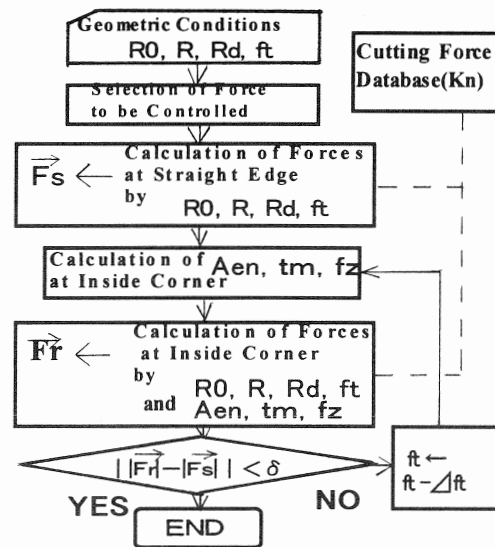 Geometric Conditions
R0, R, Rd, ft
Cutting Force
Database(Kn)
Selection of Force
to be Controlled
Fs ← Calculation of Forces
at Straight Edge
by
R0, R, Rd, ft
Calculation of Aen, tm, fz
at Inside Corner
Fr ← Calculation of Forces
at Inside Corner
by
R0, R, Rd, ft
and Aen, tm, fz
| |Fr|−|Fs| | < δ
ft ←
ft−⊿ft
YES
NO
END